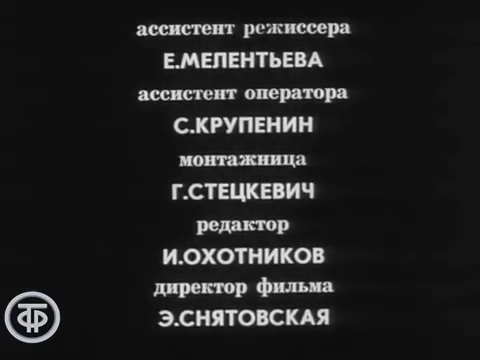 ассистент режиссера
Е.МЕЛЕНТЬЕВА
ассистент оператора
С.КРУПЕНИН
монтажница
Г.СТЕЦКЕВИЧ
редактор
И.ОХОТНИКОВ
директор фильма
Э.СНЯТОВСКАЯ